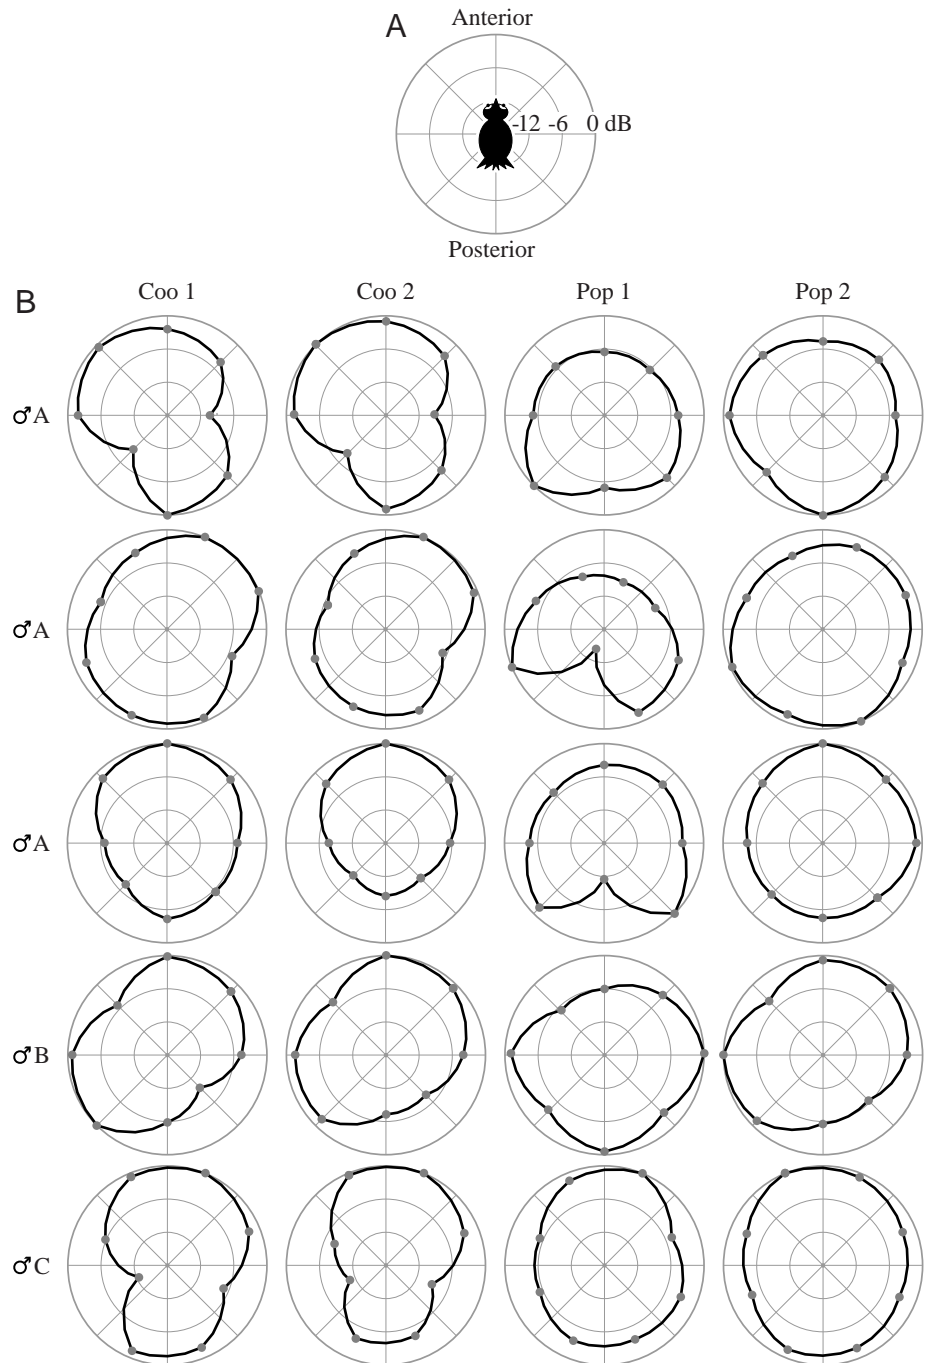 A
Anterior
-12 -6 0 dB
Posterior
B
Coo 1 Coo 2 Pop 1 Pop 2
♂A
♂A
♂A
♂B
♂C